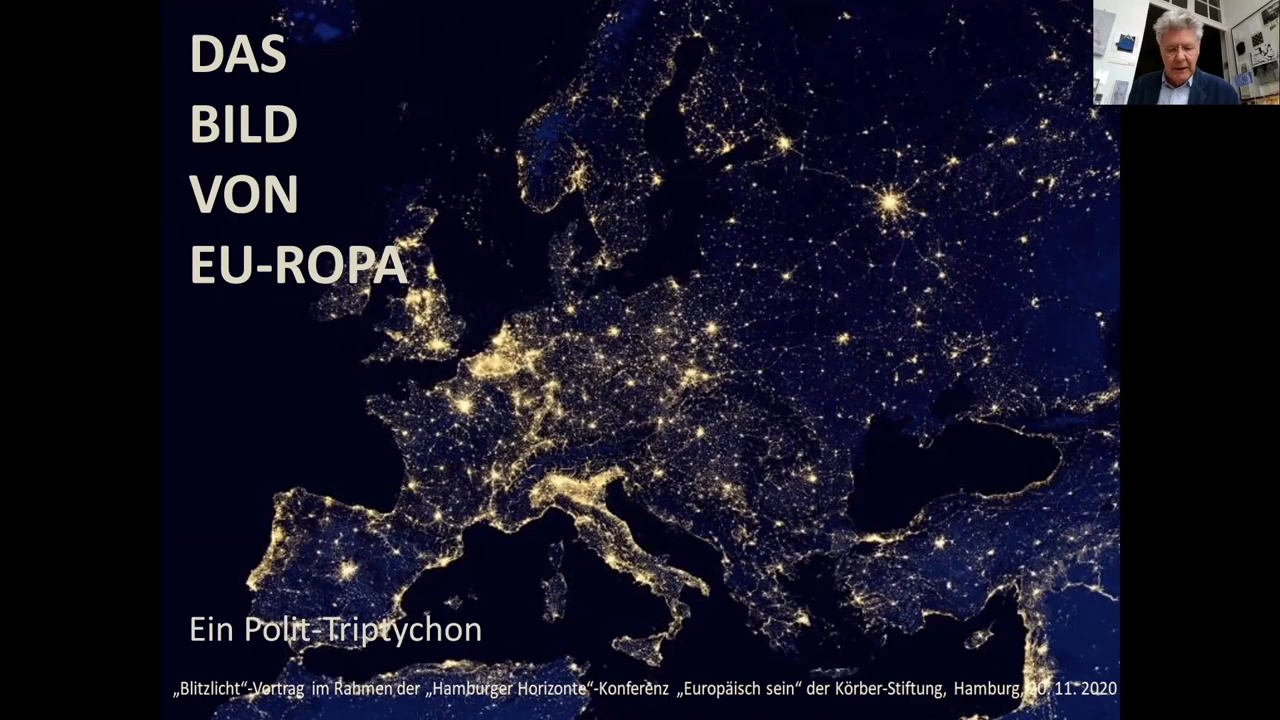 DAS
BILD
VON
EU-ROPA
Ein Polit-Triptychon
„Blitzlicht“-Vortrag im Rahmen der „Hamburger Horizonte“-Konferenz „Europäisch sein“ der Körber-Stiftung, Hamburg, 20. 11. 2020